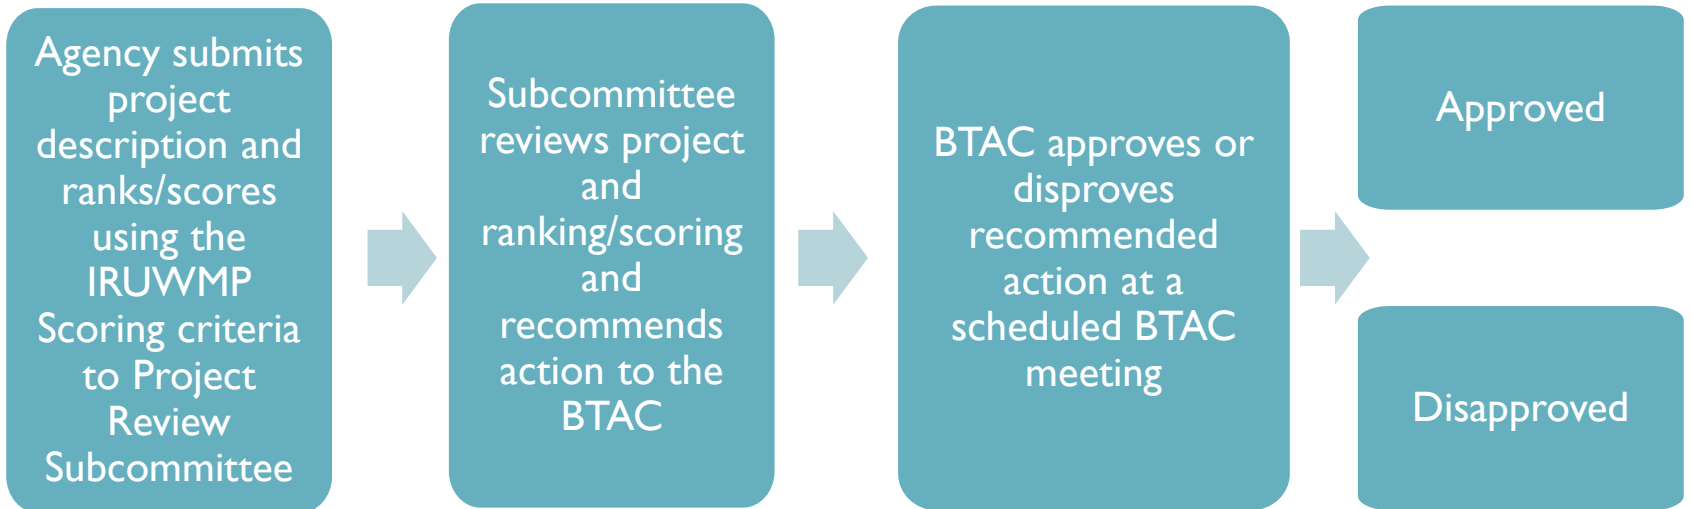 Agency submits
project
description and
ranks/scores
using the
IRUWMP
Scoring criteria
to Project
Review
Subcommittee
Subcommittee
reviews project
and
ranking/scoring
and
recommends
action to the
BTAC
BTAC approves or
disproves
recommended
action at a
scheduled BTAC
meeting
Approved
Disapproved